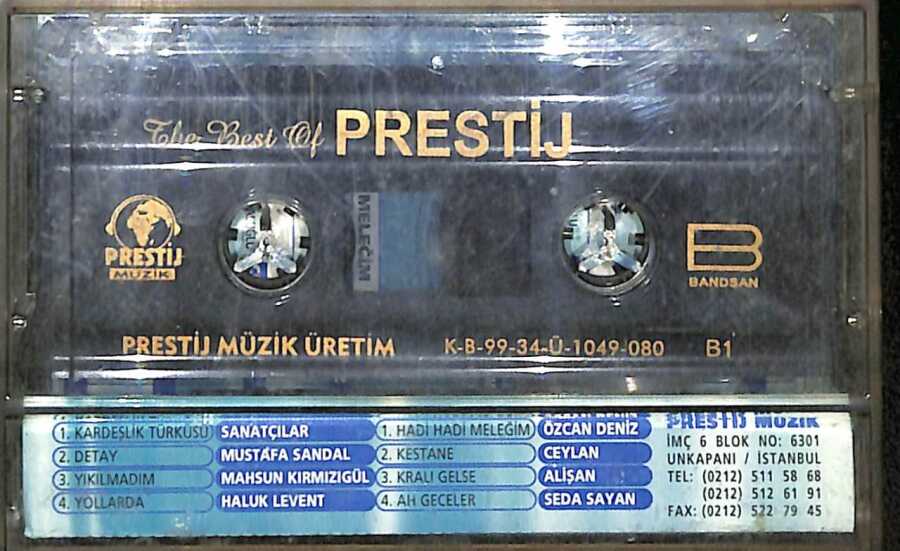 The Best Of PRESTİJ
MELEĞİM
PRESTİJ
MÜZİK
BANDSAN
PRESTİJ MÜZİK ÜRETİM K-B-99-34-Ü-1049-080 B1
1. KARDEŞLİK TÜRKÜSÜ SANATÇILAR
2. DETAY MUSTAFA SANDAL
3. YIKILMADIM MAHSUN KIRMIZIGÜL
4. YOLLARDA HALUK LEVENT
1. HADİ HADİ MELEĞİM ÖZCAN DENİZ
2. KESTANE CEYLAN
3. KRALI GELSE ALİŞAN
4. AH GECELER SEDA SAYAN
PRESTİJ MÜZİK
İMÇ 6 BLOK NO: 6301
UNKAPANI / İSTANBUL
TEL: (0212) 511 58 68
(0212) 512 61 91
FAX: (0212) 522 79 45